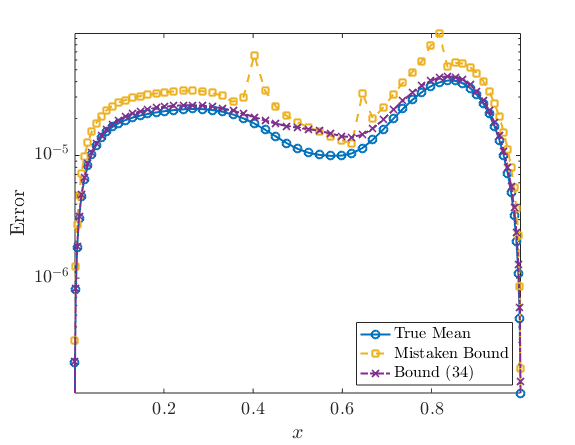 10⁻⁵
Error
10⁻⁶
True Mean
Mistaken Bound
Bound (34)
0.2 0.4 0.6 0.8
x